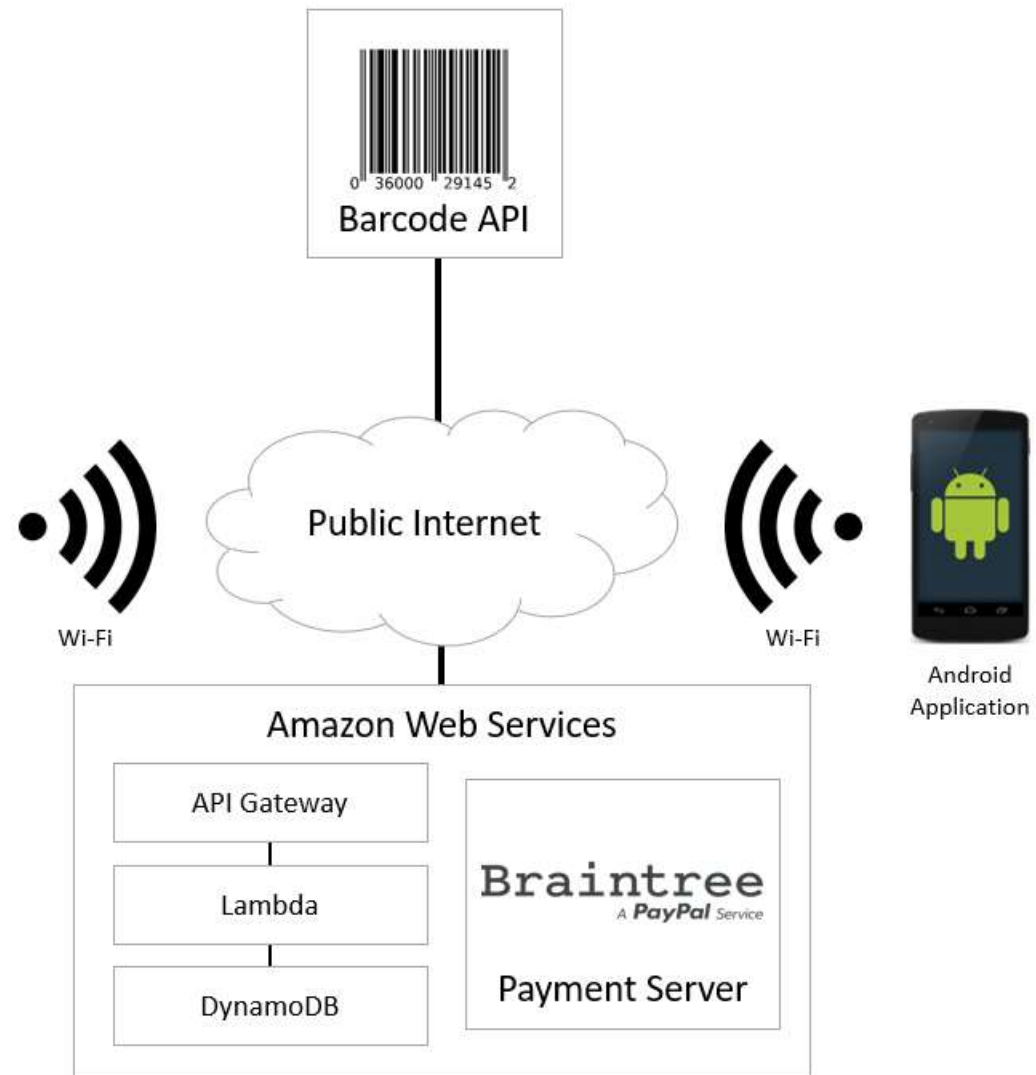 0 36000 29145 2
Barcode API
Public Internet
Wi-Fi
Wi-Fi
Android
Application
Amazon Web Services
API Gateway
Lambda
DynamoDB
Braintree
A PayPal Service
Payment Server